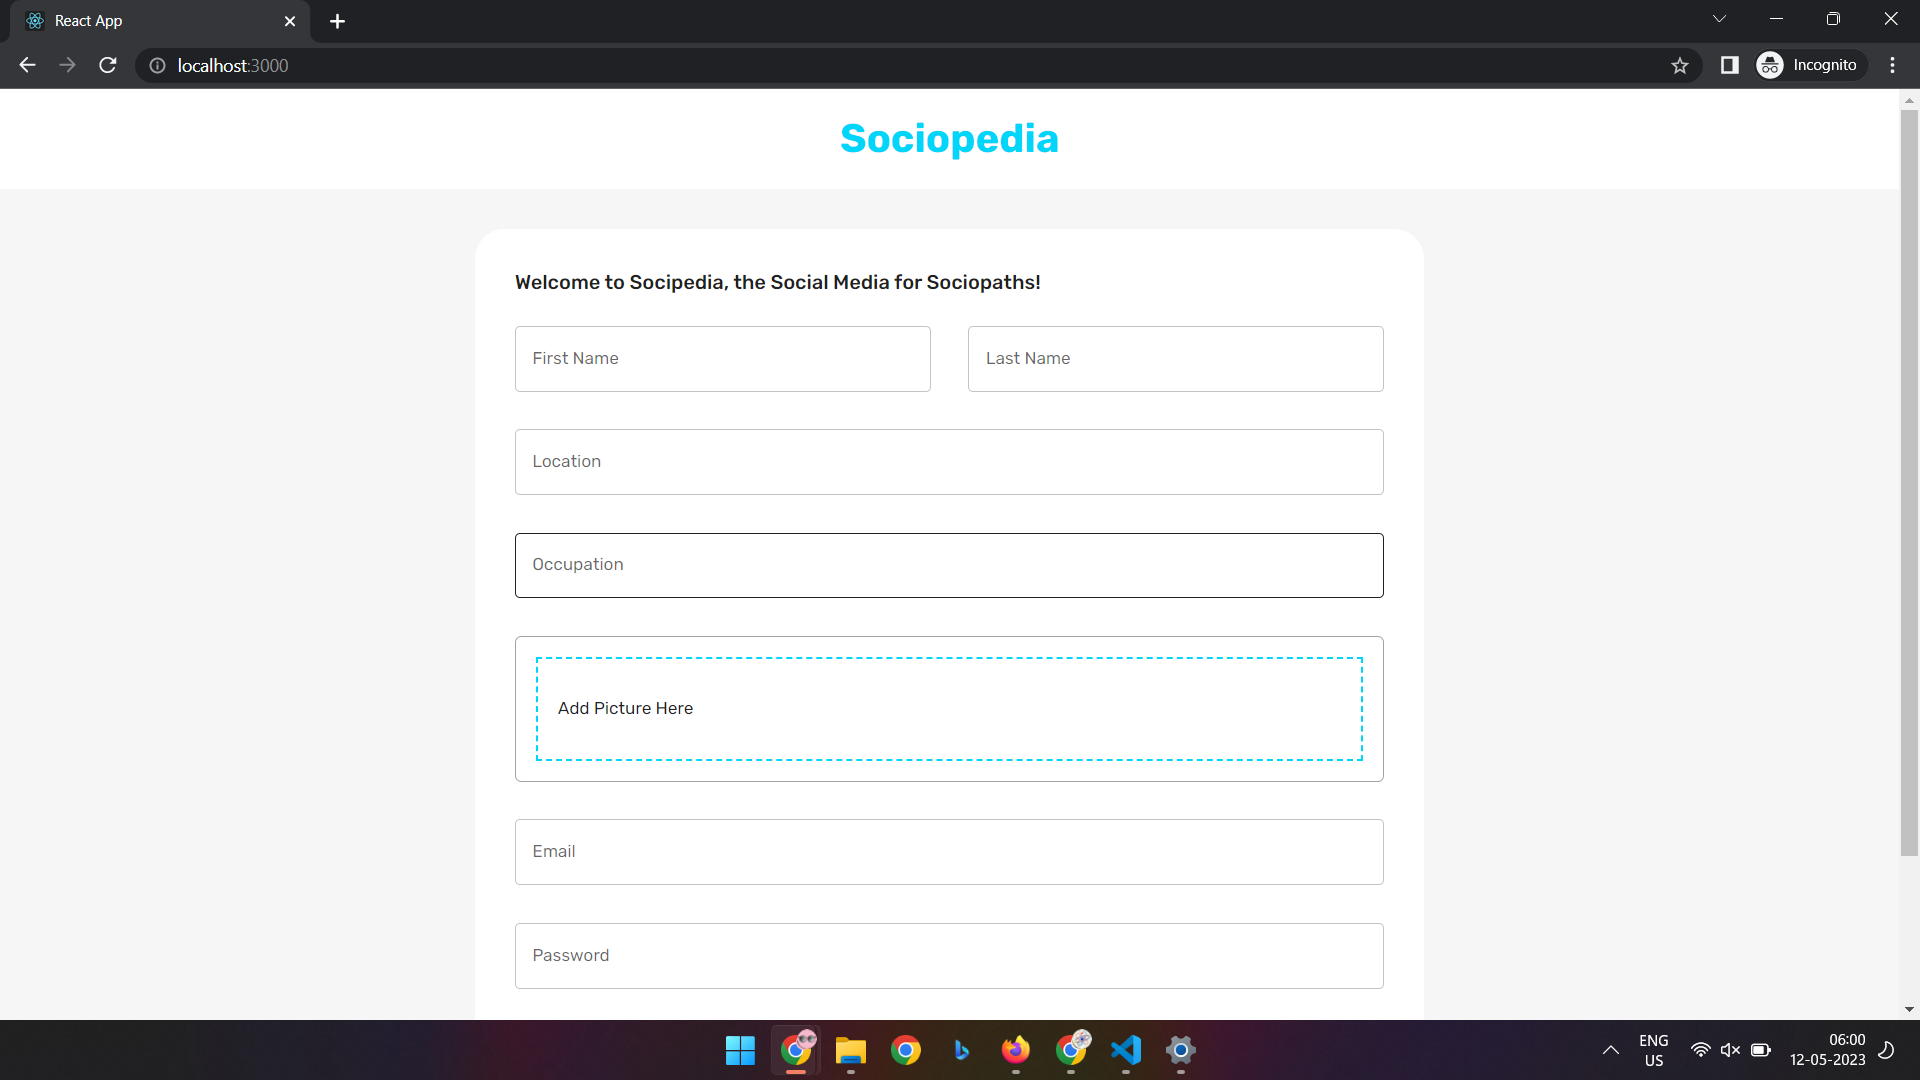 React App
localhost:3000
Incognito
Sociopedia
Welcome to Socipedia, the Social Media for Sociopaths!
First Name
Last Name
Location
Occupation
Add Picture Here
Email
Password
ENG
US
06:00
12-05-2023